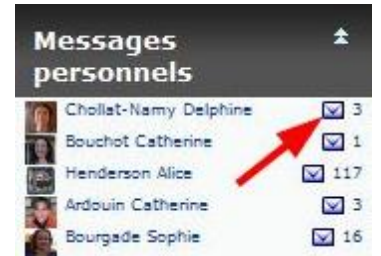 Messages
personnels
Chollat-Namy Delphine 3
Bouchot Catherine 1
Henderson Alice 117
Ardouin Catherine 3
Bourgade Sophie 16